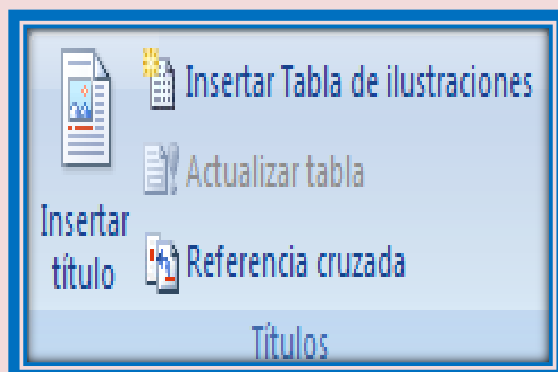 Insertar Tabla de ilustraciones
Actualizar tabla
Insertar
título
Referencia cruzada
Títulos